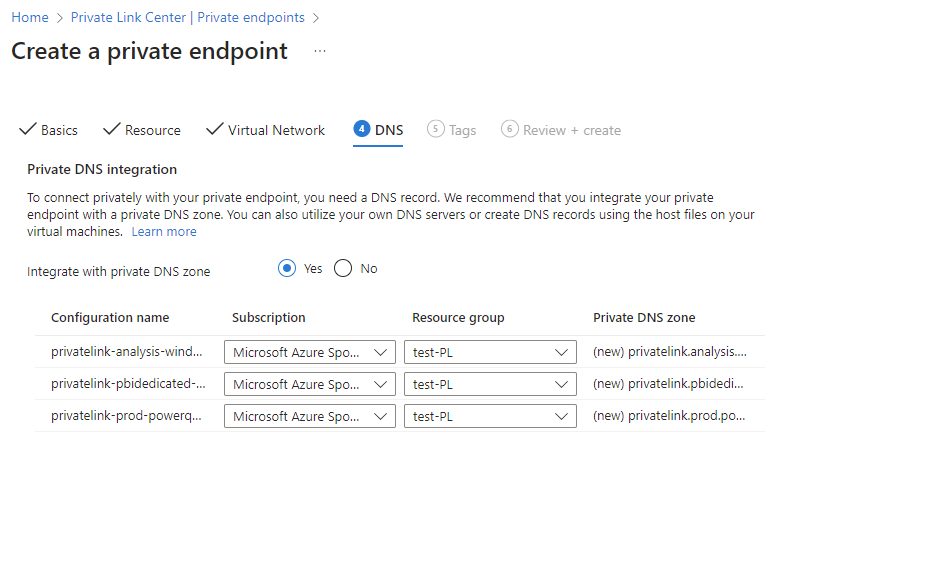 Home > Private Link Center | Private endpoints >
Create a private endpoint ...
Basics Resource Virtual Network 4 DNS 5 Tags 6 Review + create
Private DNS integration
To connect privately with your private endpoint, you need a DNS record. We recommend that you integrate your private
endpoint with a private DNS zone. You can also utilize your own DNS servers or create DNS records using the host files on your
virtual machines. Learn more
Integrate with private DNS zone Yes No
Configuration name Subscription Resource group Private DNS zone
privatelink-analysis-wind... Microsoft Azure Spo... test-PL (new) privatelink.analysis....
privatelink-pbidedicated-... Microsoft Azure Spo... test-PL (new) privatelink.pbidedi...
privatelink-prod-powerq... Microsoft Azure Spo... test-PL (new) privatelink.prod.po...